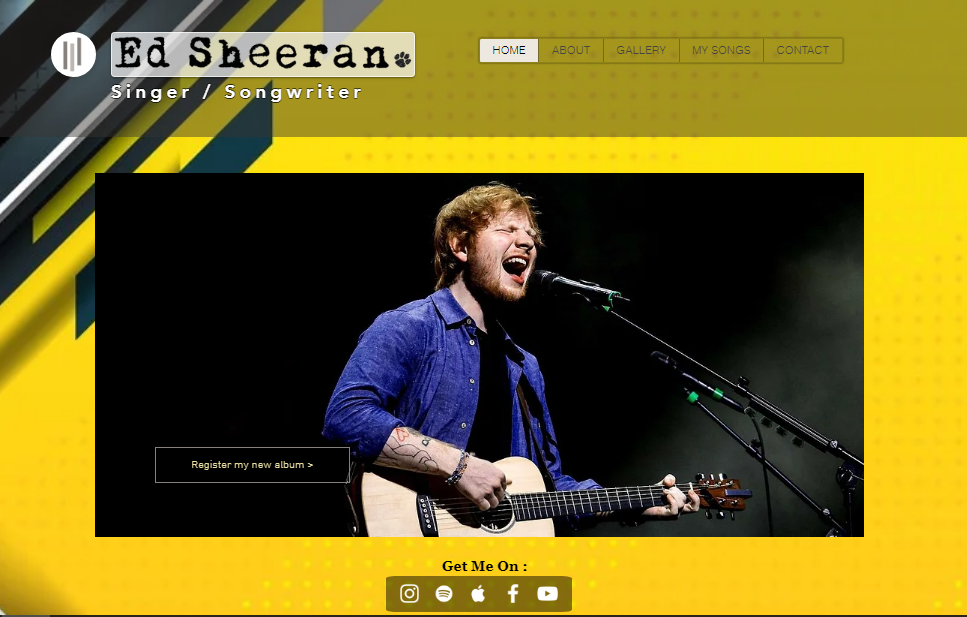 Ed Sheeran
Singer / Songwriter
HOME ABOUT GALLERY MY SONGS CONTACT
Register my new album >
Get Me On :